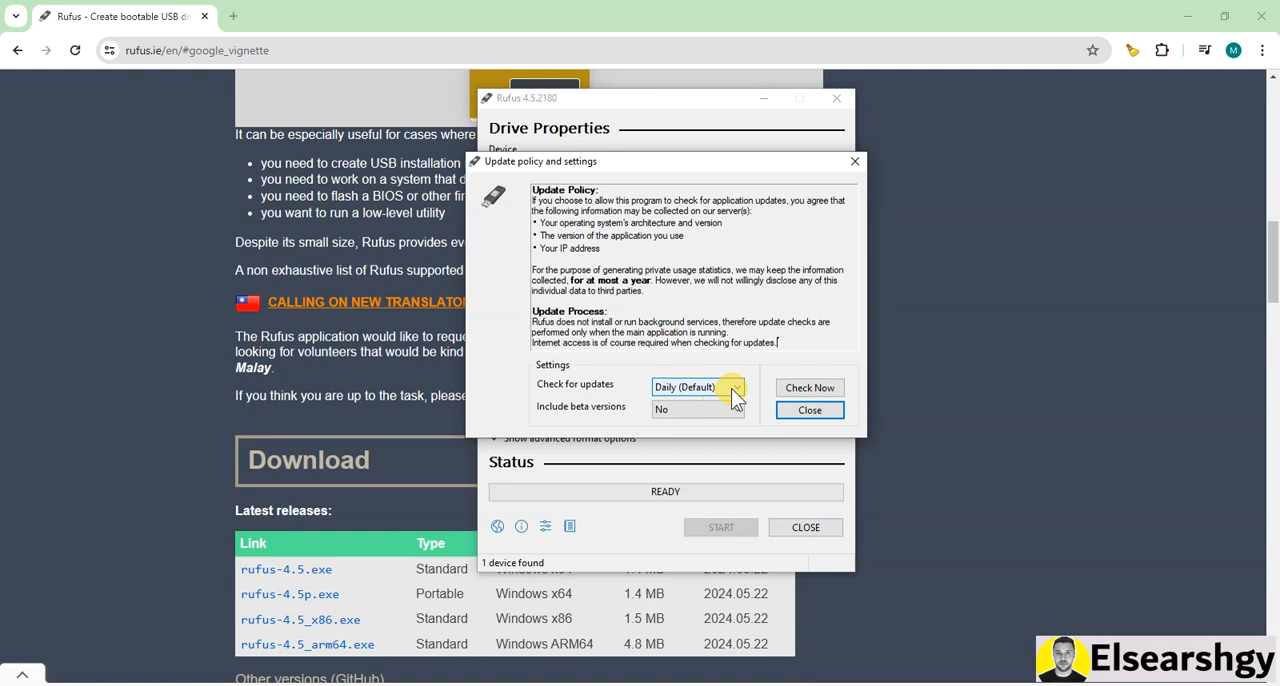 Rufus - Create bootable USB dr
rufus.ie/en/#google_vignette
M
It can be especially useful for cases where
• you need to create USB installation
• you need to work on a system that d
• you need to flash a BIOS or other fir
• you want to run a low-level utility
Despite its small size, Rufus provides eve
A non exhaustive list of Rufus supported
CALLING ON NEW TRANSLATOR
The Rufus application would like to reque
looking for volunteers that would be kind
Malay.
If you think you are up to the task, please
Download
Latest releases:
Link Type
rufus-4.5.exe Standard 2024.05.22
rufus-4.5p.exe Portable Windows x64 1.4 MB 2024.05.22
rufus-4.5_x86.exe Standard Windows x86 1.5 MB 2024.05.22
rufus-4.5_arm64.exe Standard Windows ARM64 4.8 MB 2024.05.22
Other versions (GitHub)
Rufus 4.5.2180
Drive Properties
Device
Update policy and settings
Update Policy:
If you choose to allow this program to check for application updates, you agree that
the following information may be collected on our server(s):
• Your operating system's architecture and version
• The version of the application you use
• Your IP address
For the purpose of generating private usage statistics, we may keep the information
collected, for at most a year. However, we will not willingly disclose any of this
individual data to third parties.
Update Process:
Rufus does not install or run background services, therefore update checks are
performed only when the main application is running.
Internet access is of course required when checking for updates.
Settings
Check for updates Daily (Default) Check Now
Include beta versions No Close
Show advanced format options
Status
READY
START CLOSE
1 device found
Elsearshgy